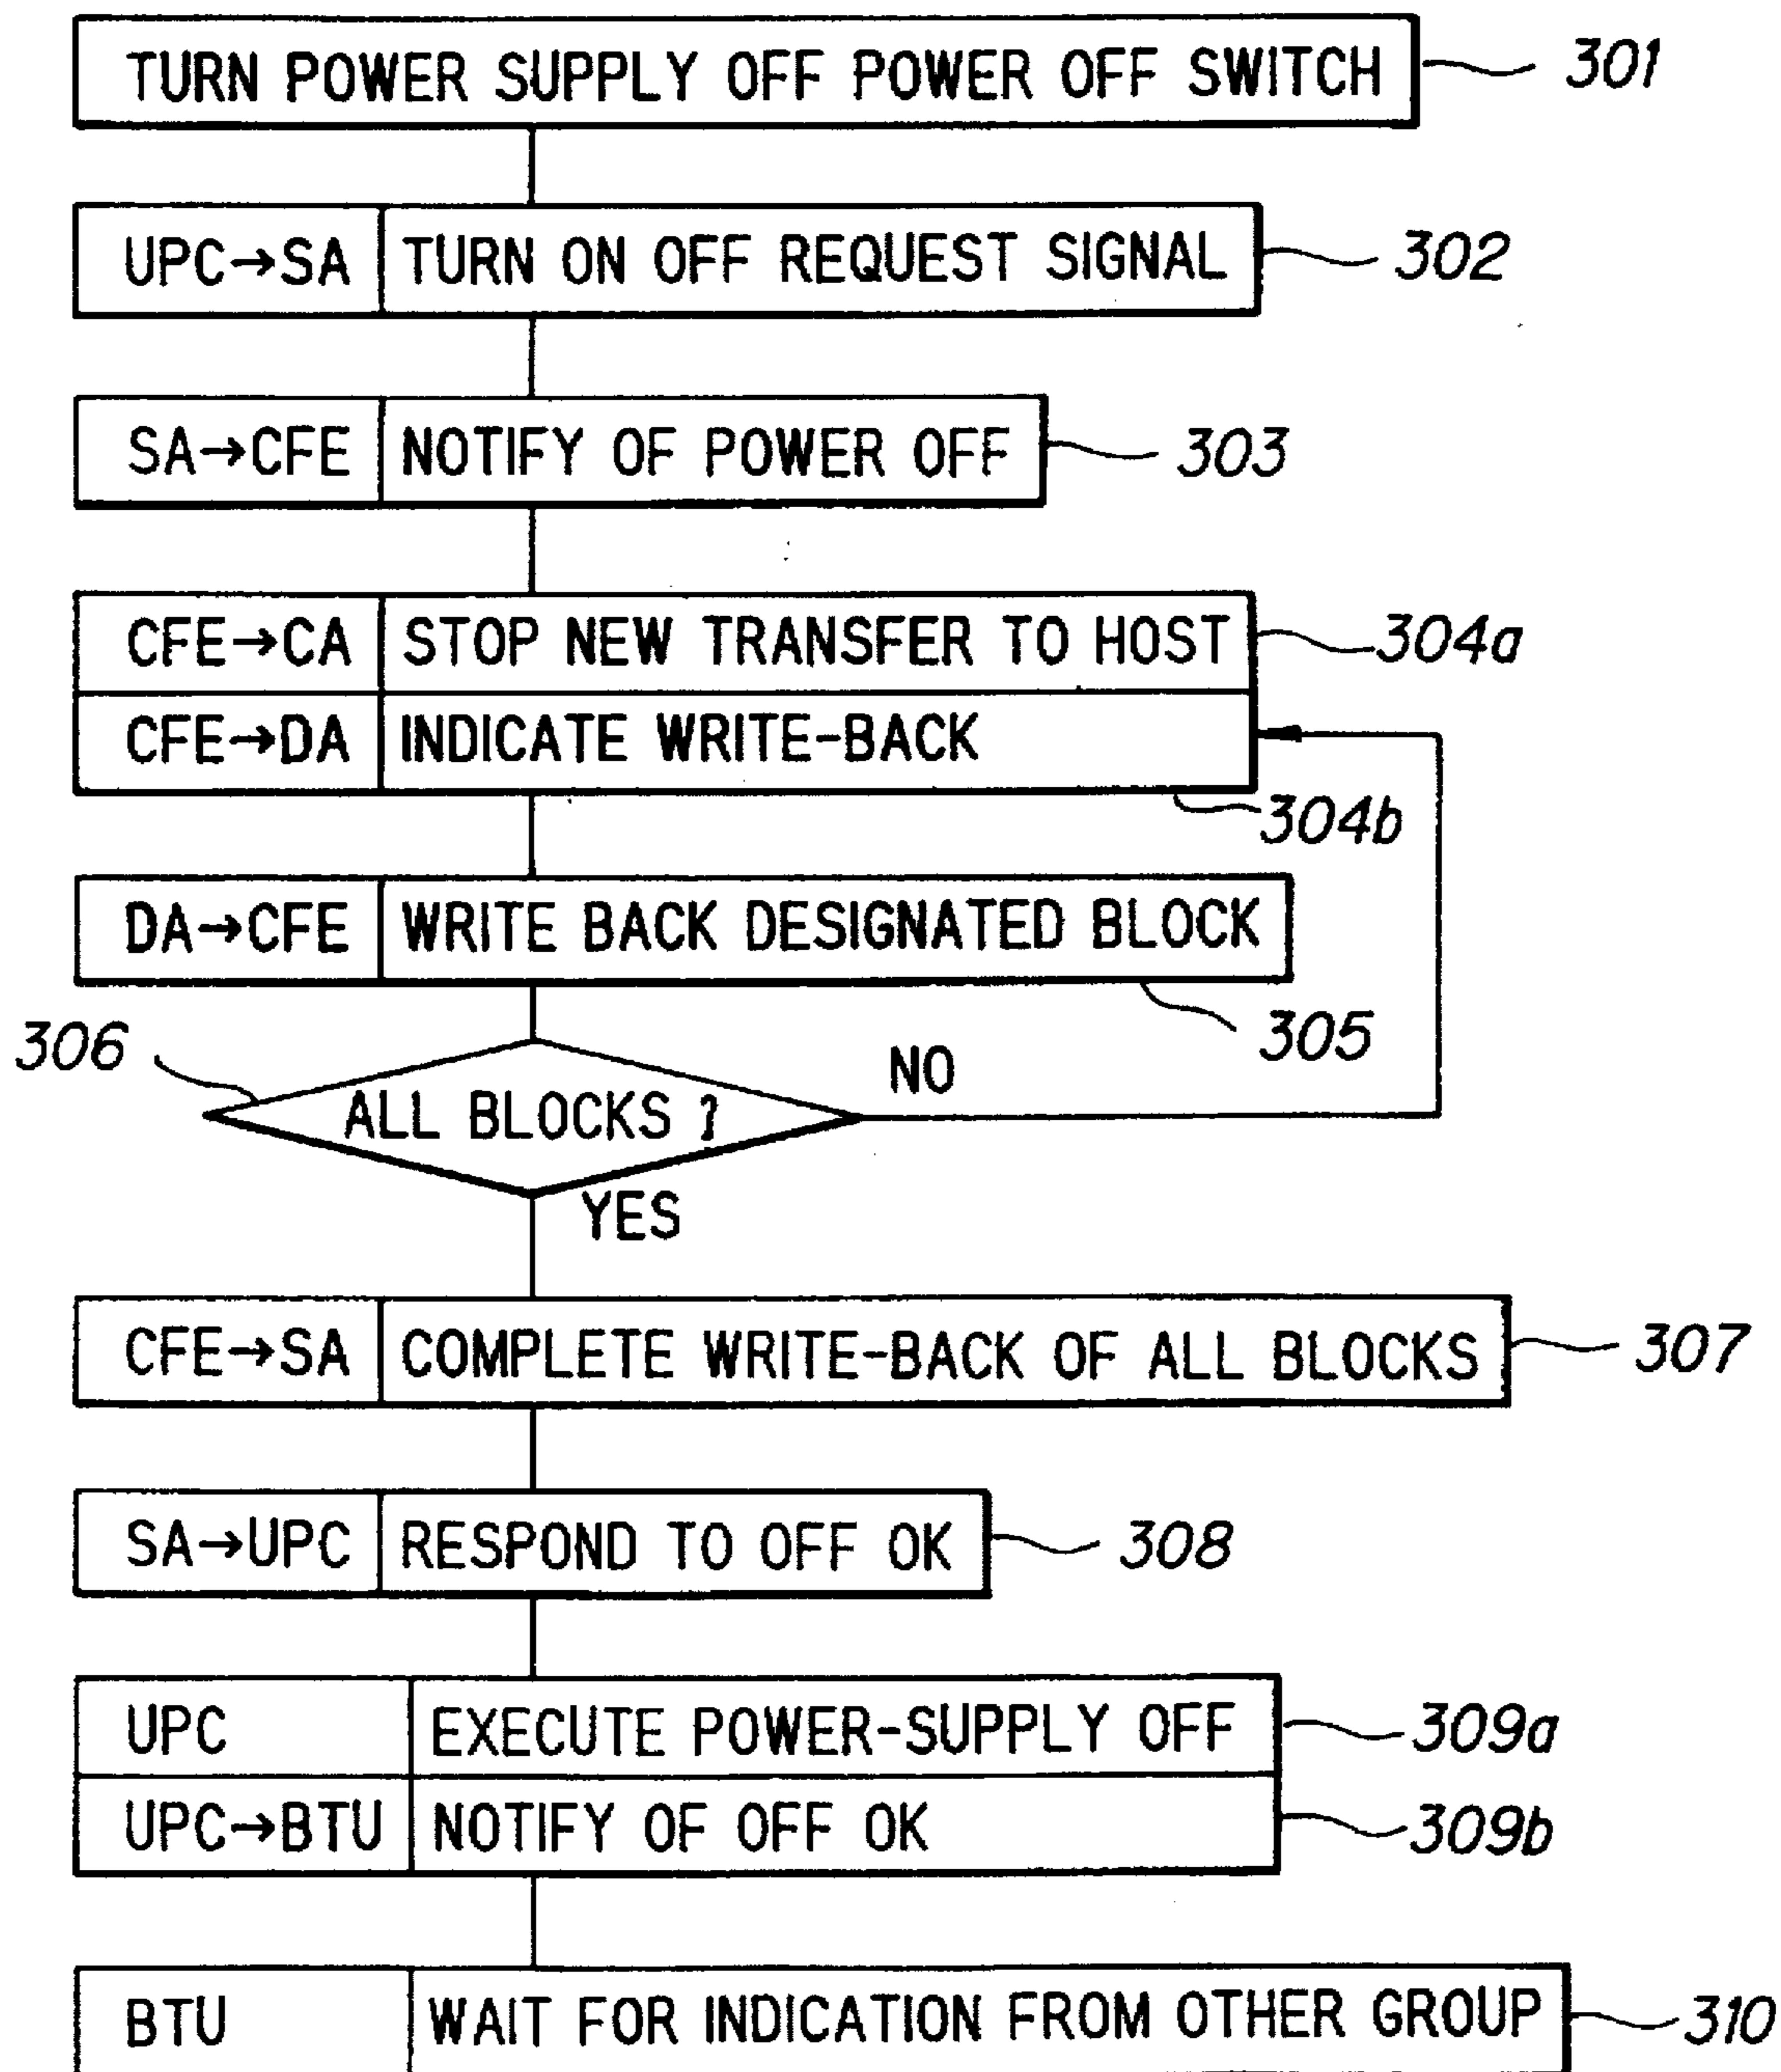 TURN POWER SUPPLY OFF POWER OFF SWITCH 301
UPC→SA TURN ON OFF REQUEST SIGNAL 302
SA→CFE NOTIFY OF POWER OFF 303
CFE→CA STOP NEW TRANSFER TO HOST 304a
CFE→DA INDICATE WRITE-BACK
304b
DA→CFE WRITE BACK DESIGNATED BLOCK
305
306
NO
ALL BLOCKS ?
YES
CFE→SA COMPLETE WRITE-BACK OF ALL BLOCKS 307
SA→UPC RESPOND TO OFF OK 308
UPC EXECUTE POWER-SUPPLY OFF 309a
UPC→BTU NOTIFY OF OFF OK 309b
BTU WAIT FOR INDICATION FROM OTHER GROUP 310